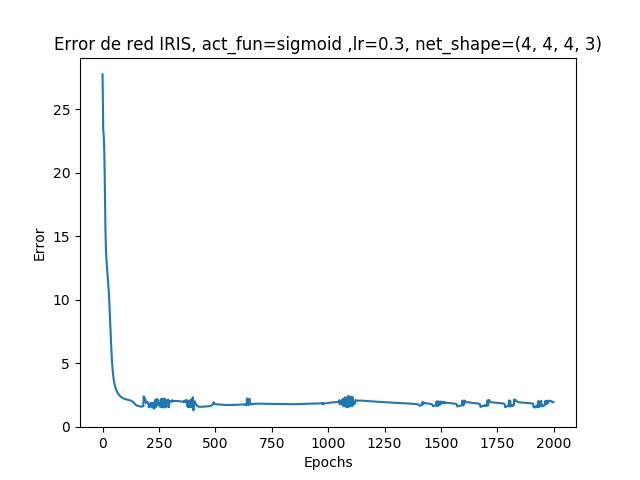 Error de red IRIS, act_fun=sigmoid ,lr=0.3, net_shape=(4, 4, 4, 3)
25
20
15
10
5
0
Error
0 250 500 750 1000 1250 1500 1750 2000
Epochs